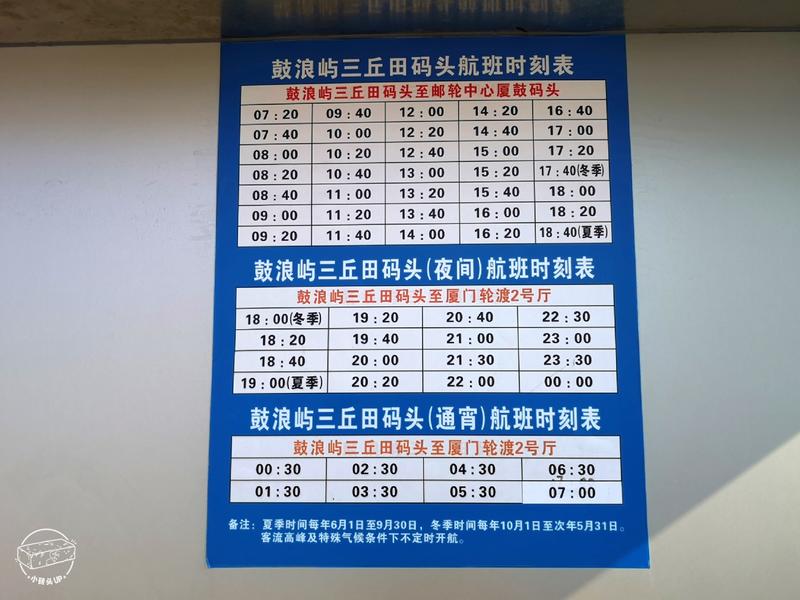 鼓浪屿三丘田码头航班时刻表
鼓浪屿三丘田码头至邮轮中心厦鼓码头
07：20 09：40 12：00 14：20 16：40
07：40 10：00 12：20 14：40 17：00
08：00 10：20 12：40 15：00 17：20
08：20 10：40 13：00 15：20 17：40(冬季)
08：40 11：00 13：20 15：40 18：00
09：00 11：20 13：40 16：00 18：20
09：20 11：40 14：00 16：20 18：40(夏季)
鼓浪屿三丘田码头(夜间)航班时刻表
鼓浪屿三丘田码头至厦门轮渡2号厅
18：00(冬季) 19：20 20：40 22：30
18：20 19：40 21：00 23：00
18：40 20：00 21：30 23：30
19：00(夏季) 20：20 22：00 00：00
鼓浪屿三丘田码头(通宵)航班时刻表
鼓浪屿三丘田码头至厦门轮渡2号厅
00：30 02：30 04：30 06：30
01：30 03：30 05：30 07：00
备注：夏季时间每年6月1日至9月30日，冬季时间每年10月1日至次年5月31日。
客流高峰及特殊气候条件下不定时开航。
小砖头UP